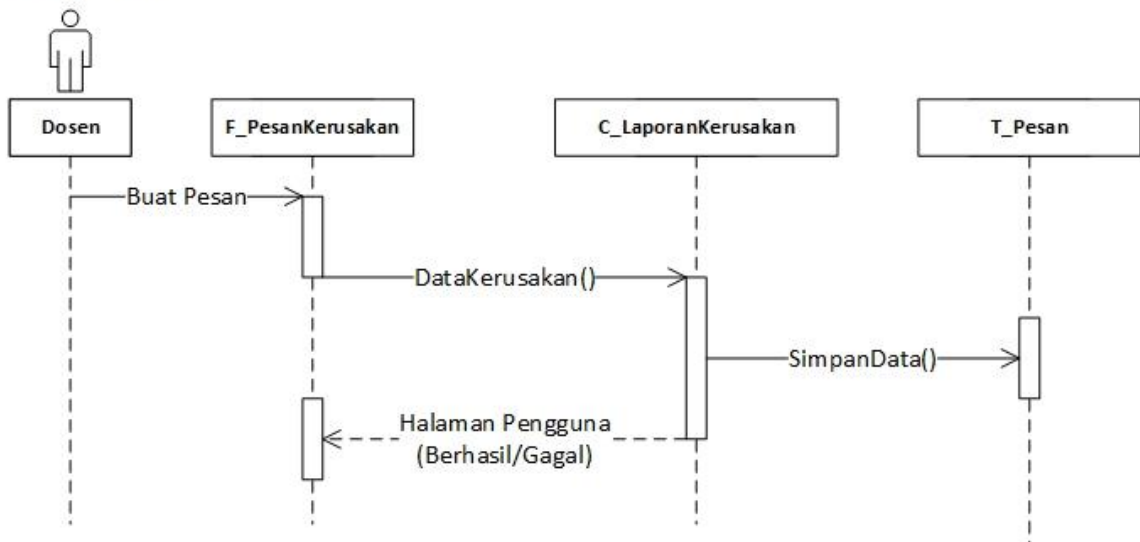 Dosen
F_PesanKerusakan
C_LaporanKerusakan
T_Pesan
Buat Pesan
DataKerusakan()
SimpanData()
Halaman Pengguna
(Berhasil/Gagal)